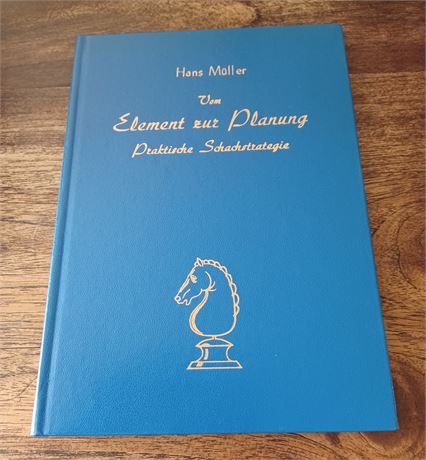 Hans Müller
Vom
Element zur Planung
Praktische Schachstrategie